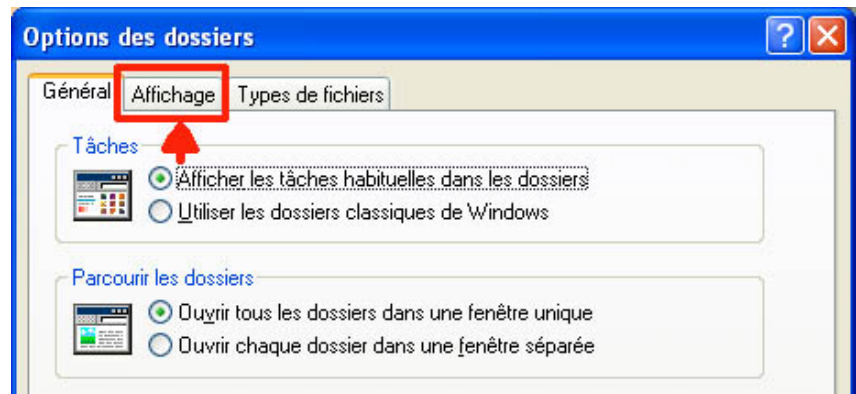 Options des dossiers
Général Affichage Types de fichiers
Tâches
Afficher les tâches habituelles dans les dossiers
Utiliser les dossiers classiques de Windows
Parcourir les dossiers
Ouvrir tous les dossiers dans une fenêtre unique
Ouvrir chaque dossier dans une fenêtre séparée